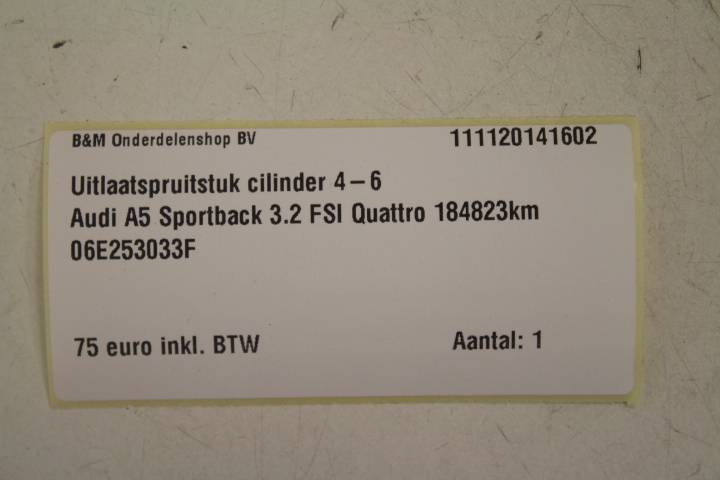 B&M Onderdelenshop BV 111120141602
Uitlaatspruitstuk cilinder 4 – 6
Audi A5 Sportback 3.2 FSI Quattro 184823km
06E253033F
75 euro inkl. BTW Aantal: 1